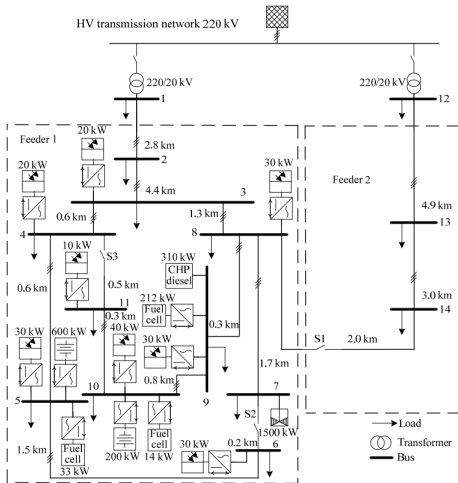 HV transmission network 220 kV
220/20 kV
220/20 kV
1
12
Feeder 1
20 kW
2.8 km
20 kW
2
30 kW
Feeder 2
4.4 km
3
0.6 km
1.3 km
4.9 km
4
8
13
S3
310 kW
10 kW
CHP
diesel
0.6 km
0.5 km
212 kW
3.0 km
11
Fuel
cell
0.3 km
0.3 km
14
S1
30 kW
600 kW
40 kW
30 kW
2.0 km
1.7 km
0.8 km
10
7
5
9
S2
1500 kW
1.5 km
Fuel
cell
Fuel
cell
30 kW
0.2 km
6
33 kW
200 kW
14 kW
Load
Transformer
Bus